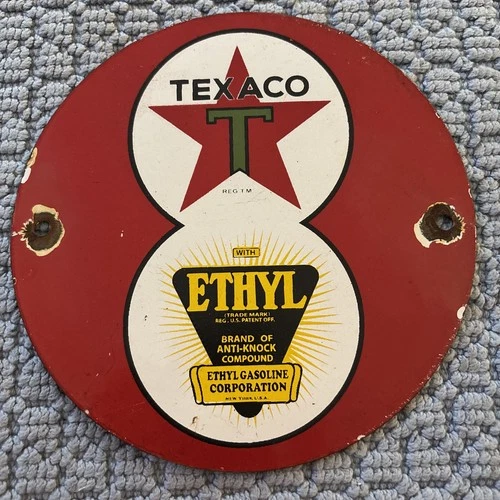 TEXACO
T
REG TM
WITH
ETHYL
(TRADE MARK)
REG. U.S. PATENT OFF.
BRAND OF
ANTI-KNOCK
COMPOUND
ETHYL GASOLINE
CORPORATION
NEW YORK, U.S.A.